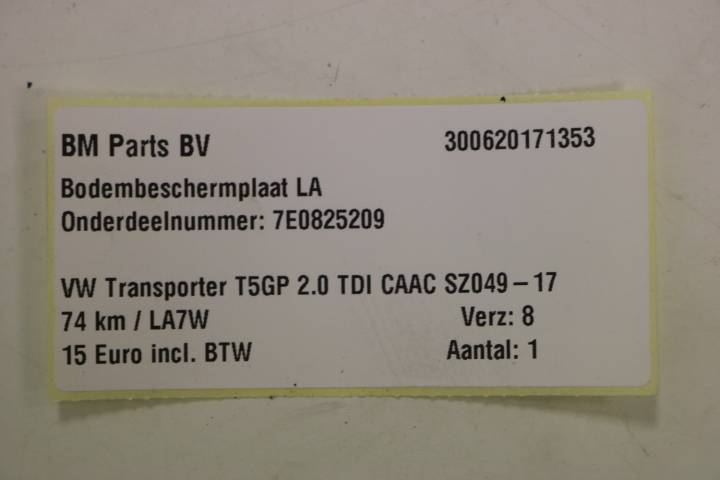 BM Parts BV 300620171353
Bodembeschermplaat LA
Onderdeelnummer: 7E0825209
VW Transporter T5GP 2.0 TDI CAAC SZ049-17
74 km / LA7W Verz: 8
15 Euro incl. BTW Aantal: 1